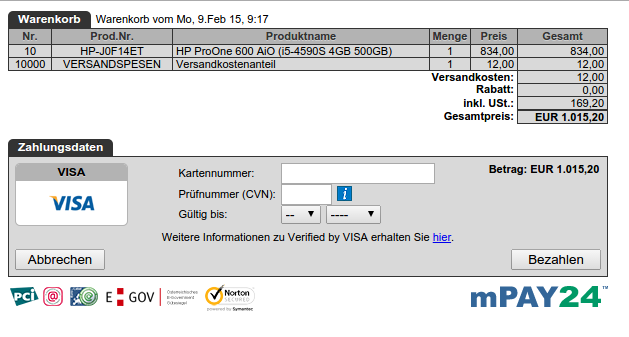 Warenkorb Warenkorb vom Mo, 9.Feb 15, 9:17
Nr. Prod.Nr. Produktname Menge Preis Gesamt
10 HP-J0F14ET HP ProOne 600 AiO (i5-4590S 4GB 500GB) 1 834,00 834,00
10000 VERSANDSPESEN Versandkostenanteil 1 12,00 12,00
Versandkosten: 12,00
Rabatt: 0,00
inkl. USt.: 169,20
Gesamtpreis: EUR 1.015,20
Zahlungsdaten
VISA Kartennummer: Betrag: EUR 1.015,20
VISA Prüfnummer (CVN): i
Gültig bis: -- ----
Weitere Informationen zu Verified by VISA erhalten Sie hier.
Abbrechen Bezahlen
PCi @ e E GOV Österreichisches E-Government Gütesiegel Norton SECURED powered by Symantec mPAY24 TM